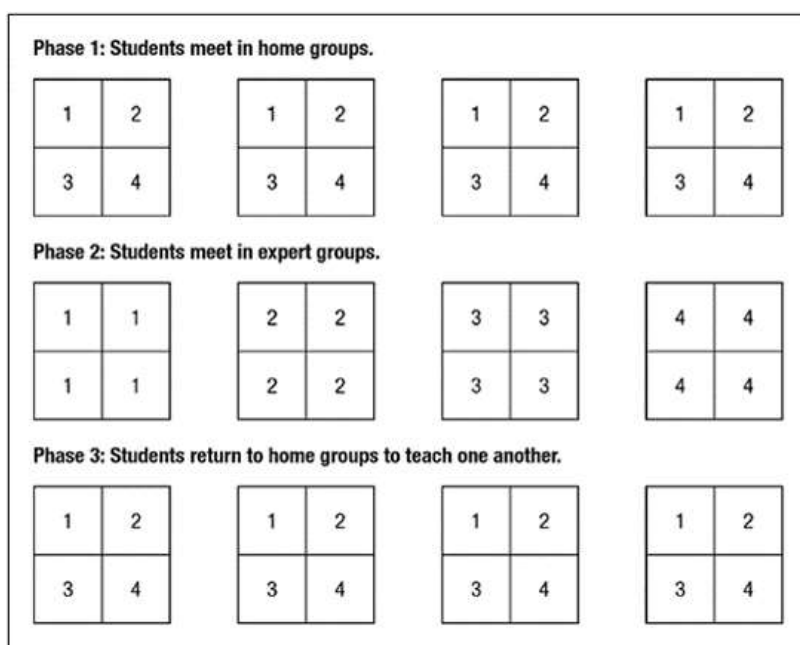 Phase 1: Students meet in home groups.
1 2 1 2 1 2 1 2
3 4 3 4 3 4 3 4
Phase 2: Students meet in expert groups.
1 1 2 2 3 3 4 4
1 1 2 2 3 3 4 4
Phase 3: Students return to home groups to teach one another.
1 2 1 2 1 2 1 2
3 4 3 4 3 4 3 4